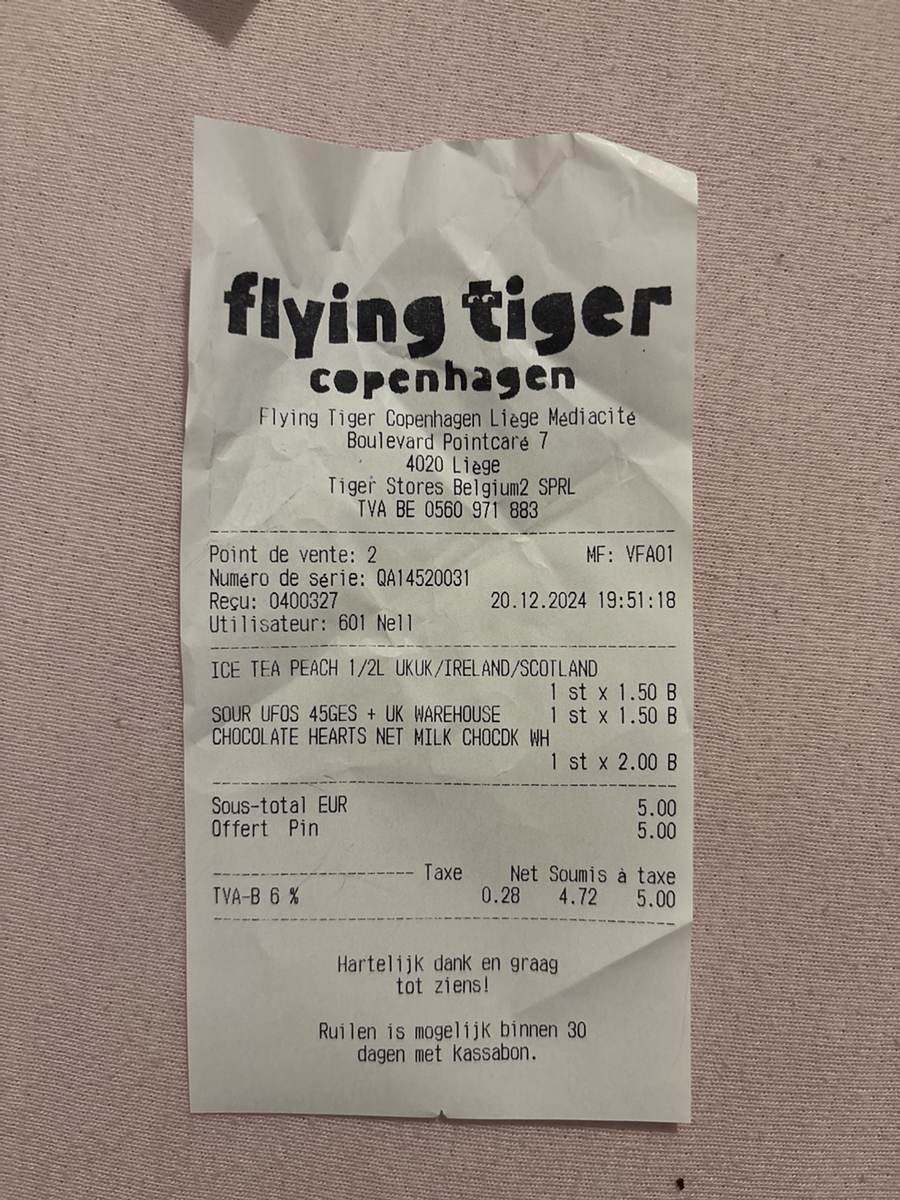 flying tiger
copenhagen
Flying Tiger Copenhagen Liège Médiacité
Boulevard Pointcaré 7
4020 Liège
Tiger Stores Belgium2 SPRL
TVA BE 0560 971 883
Point de vente: 2 MF: VFA01
Numéro de série: QA14520031
Reçu: 0400327 20.12.2024 19:51:18
Utilisateur: 601 Nell
ICE TEA PEACH 1/2L UKUK/IRELAND/SCOTLAND
1 st x 1.50 B
SOUR UFOS 45GES + UK WAREHOUSE 1 st x 1.50 B
CHOCOLATE HEARTS NET MILK CHOCDK WH
1 st x 2.00 B
Sous-total EUR 5.00
Offert Pin 5.00
Taxe Net Soumis à taxe
TVA-B 6 % 0.28 4.72 5.00
Hartelijk dank en graag
tot ziens!
Ruilen is mogelijk binnen 30
dagen met kassabon.